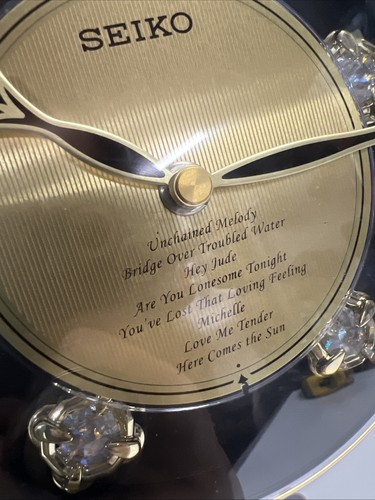 SEIKO
Unchained Melody
Bridge Over Troubled Water
Hey Jude
Are You Lonesome Tonight
You've Lost That Loving Feeling
Michelle
Love Me Tender
Here Comes the Sun